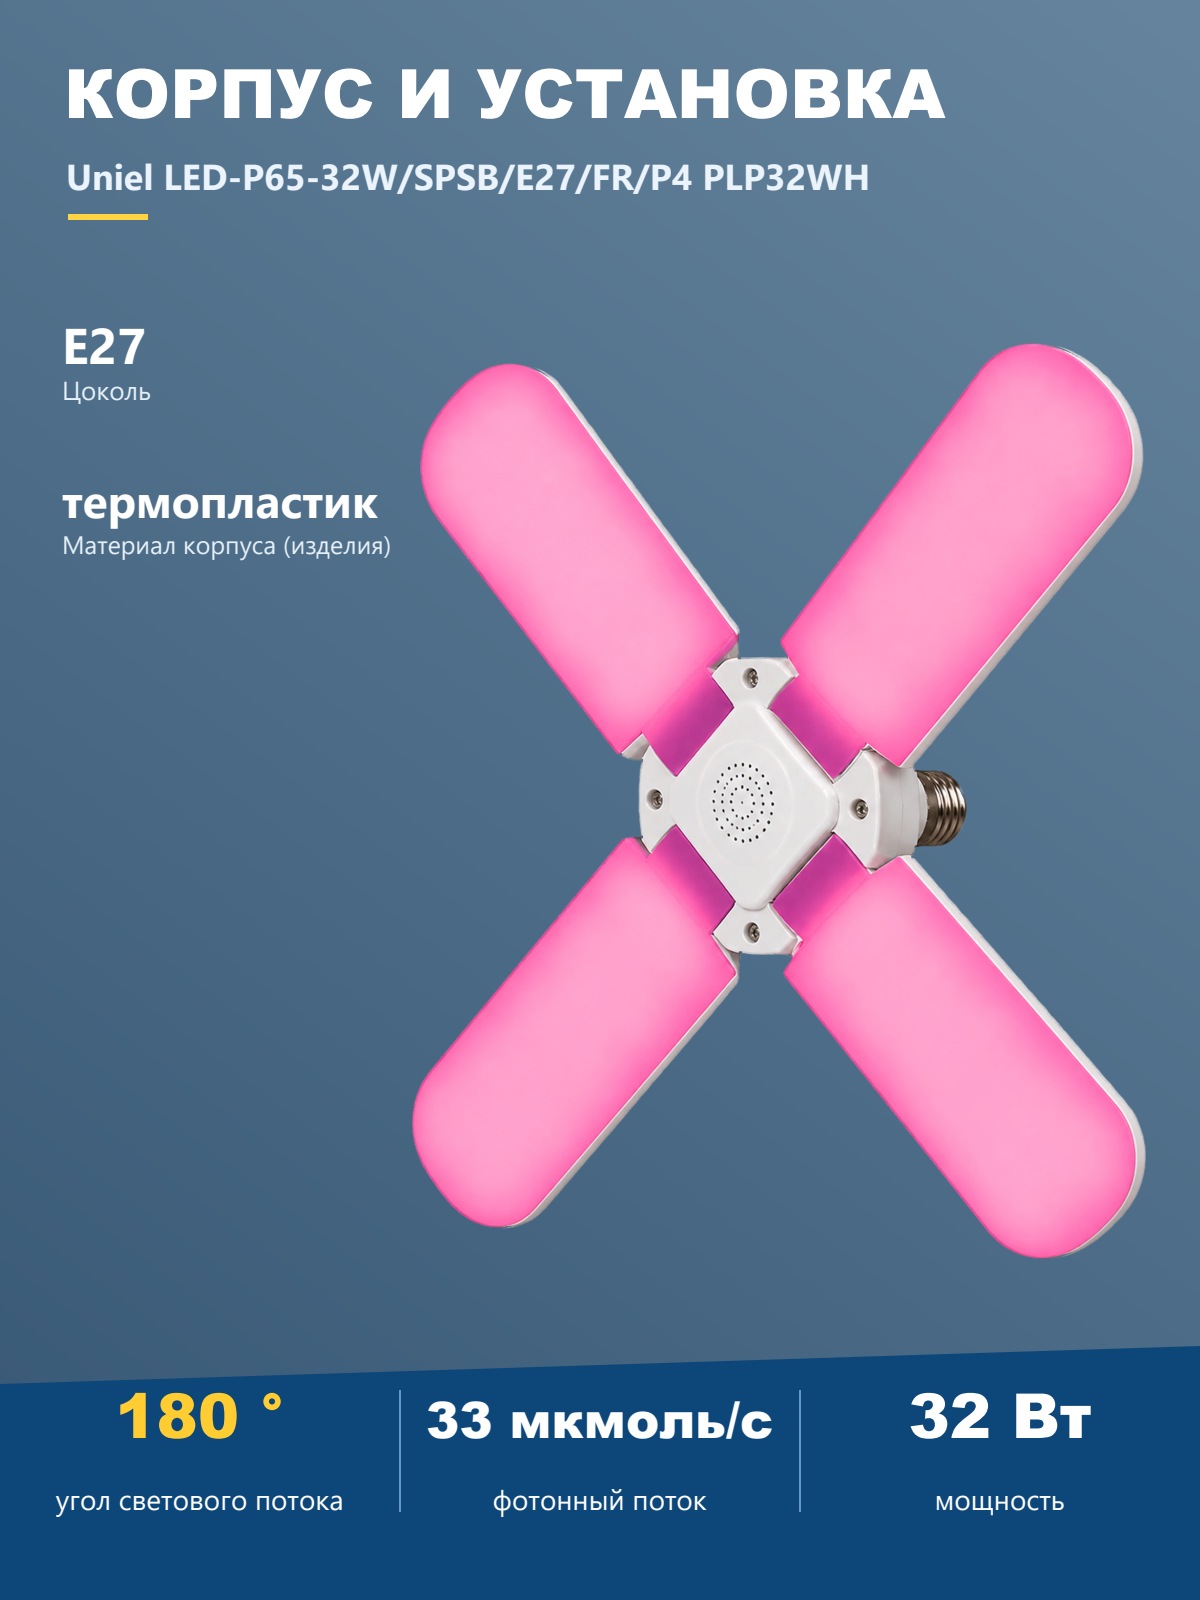 КОРПУС И УСТАНОВКА
Uniel LED-P65-32W/SPSB/E27/FR/P4 PLP32WH
E27
Цоколь
термопластик
Материал корпуса (изделия)
180 °
угол светового потока
33 мкмоль/с
фотонный поток
32 Вт
мощность